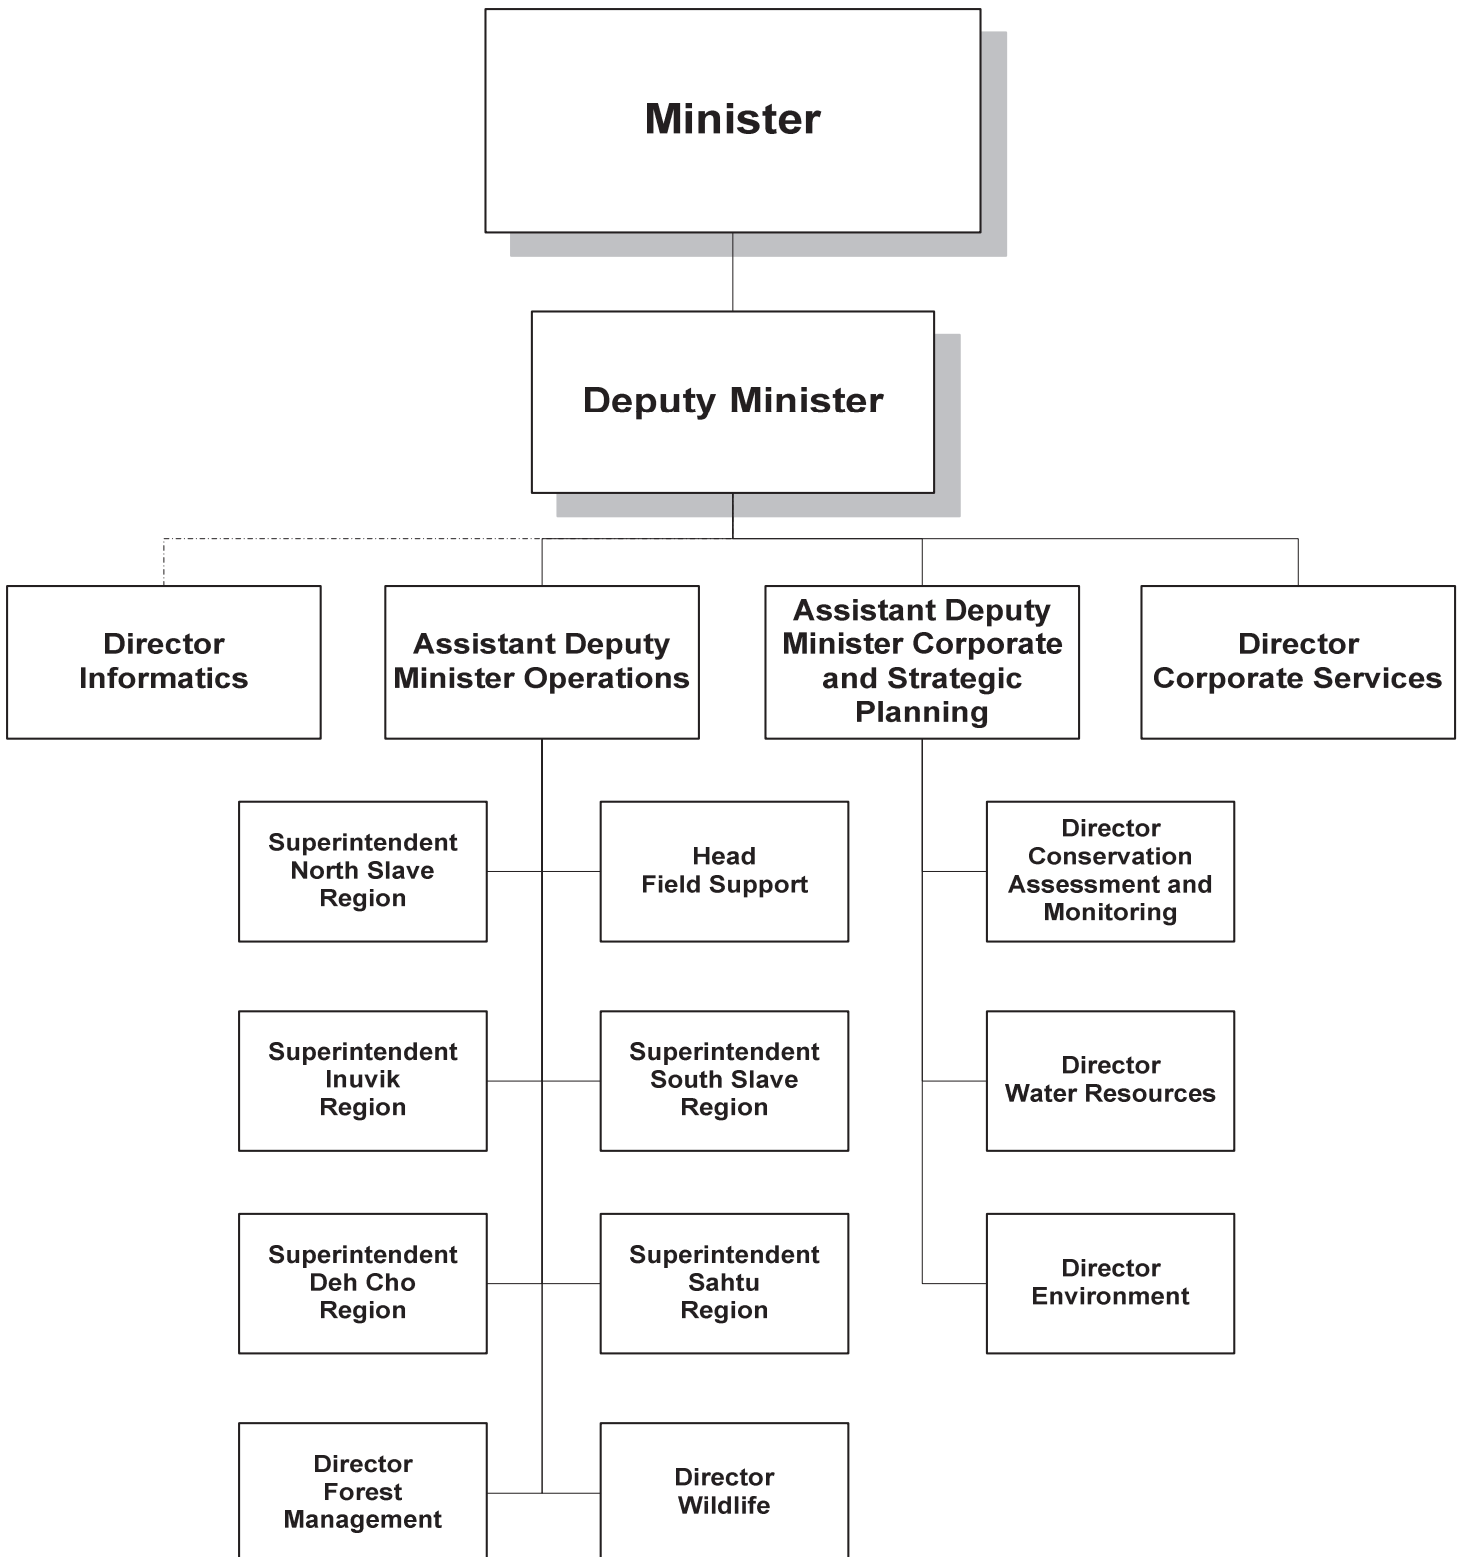 Minister
Deputy Minister
Director
Informatics
Assistant Deputy
Minister Operations
Assistant Deputy
Minister Corporate
and Strategic
Planning
Director
Corporate Services
Superintendent
North Slave
Region
Head
Field Support
Director
Conservation
Assessment and
Monitoring
Superintendent
Inuvik
Region
Superintendent
South Slave
Region
Director
Water Resources
Superintendent
Deh Cho
Region
Superintendent
Sahtu
Region
Director
Environment
Director
Forest
Management
Director
Wildlife